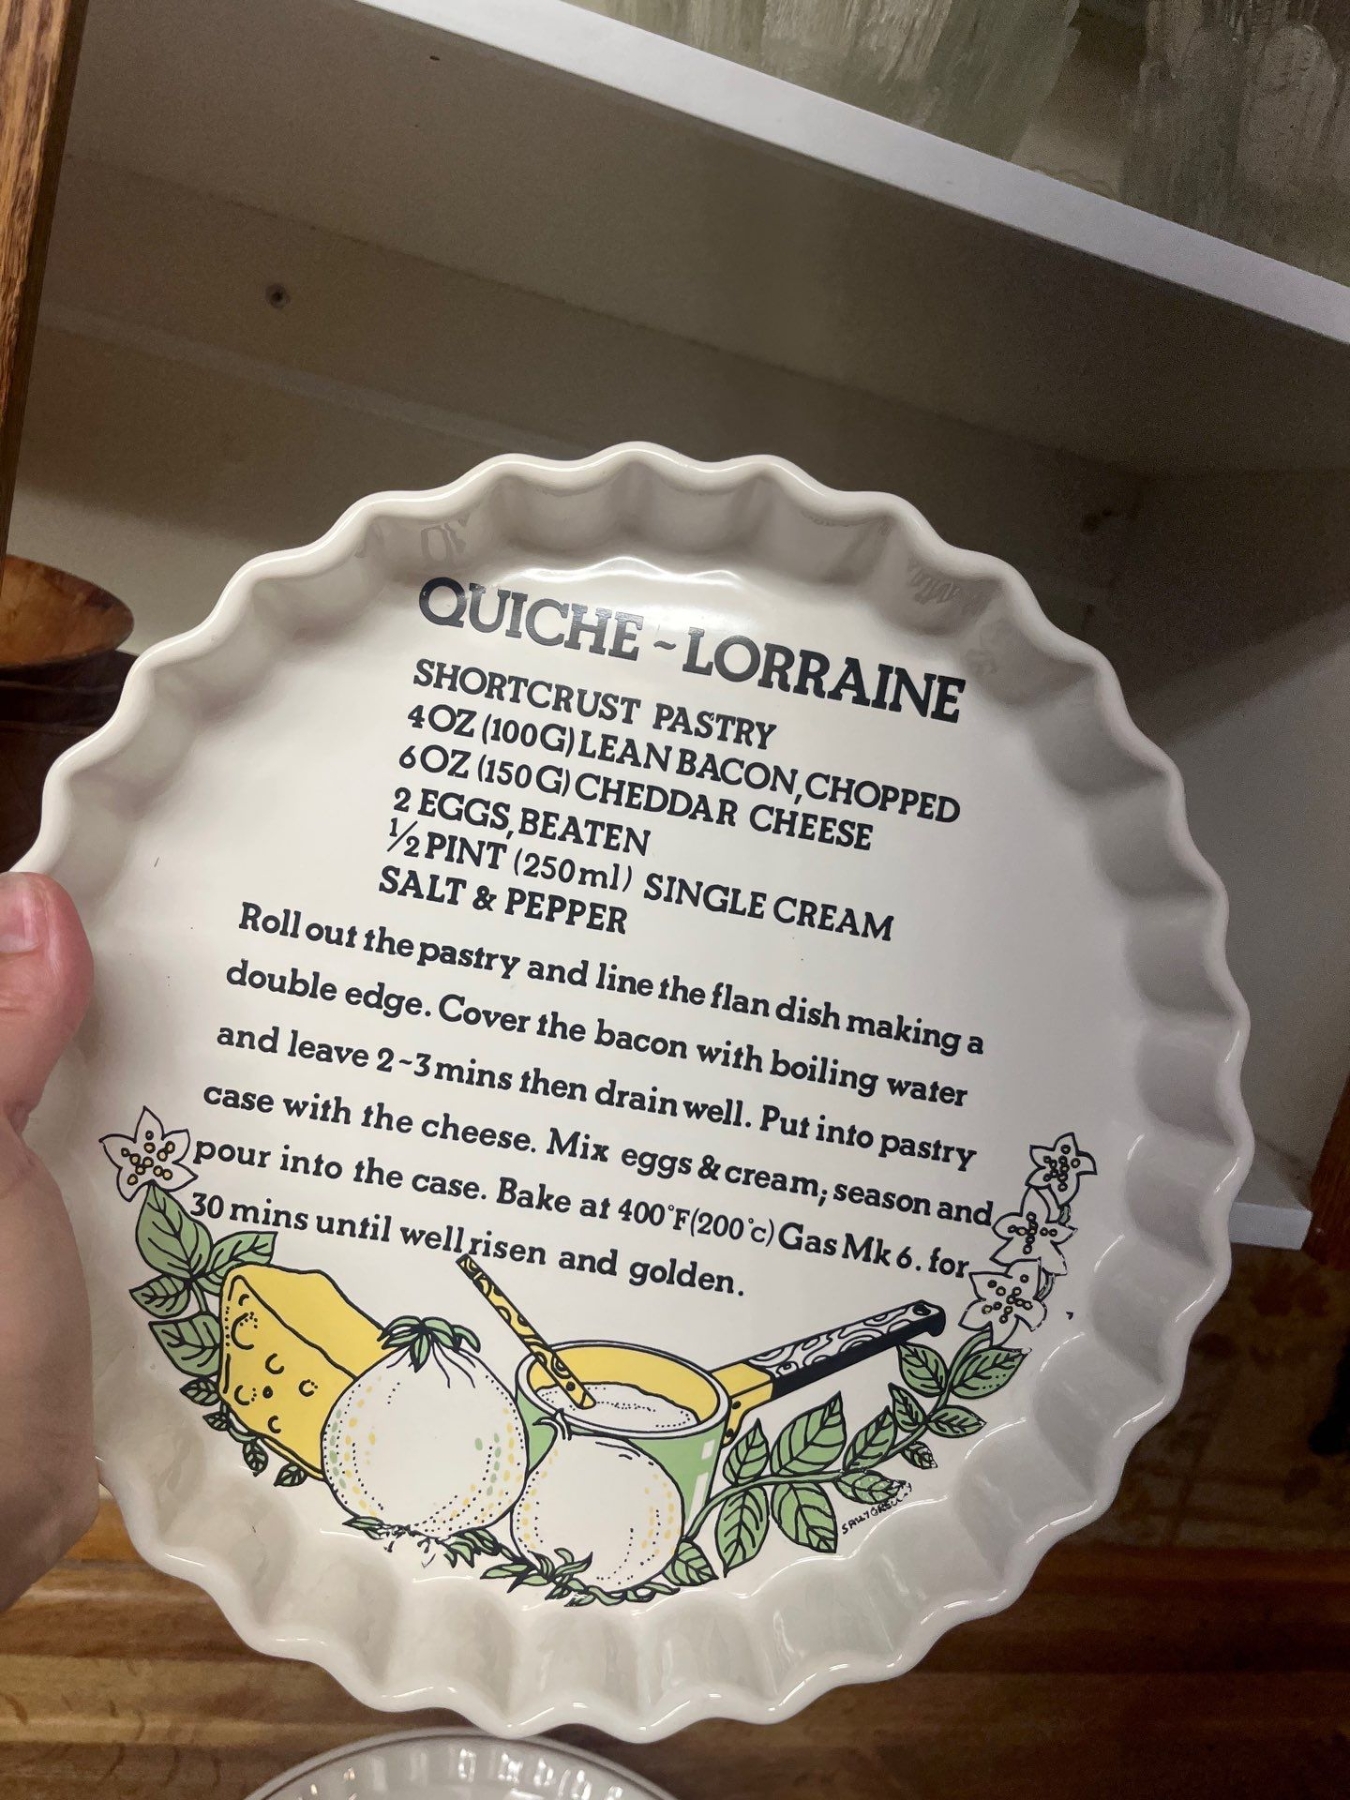 QUICHE~LORRAINE
SHORTCRUST PASTRY
4OZ (100G) LEAN BACON, CHOPPED
6OZ (150G) CHEDDAR CHEESE
2 EGGS, BEATEN
½ PINT (250ml) SINGLE CREAM
SALT & PEPPER
Roll out the pastry and line the flan dish making a
double edge. Cover the bacon with boiling water
and leave 2~3 mins then drain well. Put into pastry
case with the cheese. Mix eggs & cream; season and
pour into the case. Bake at 400°F (200°c) Gas Mk 6. for
30 mins until well risen and golden.